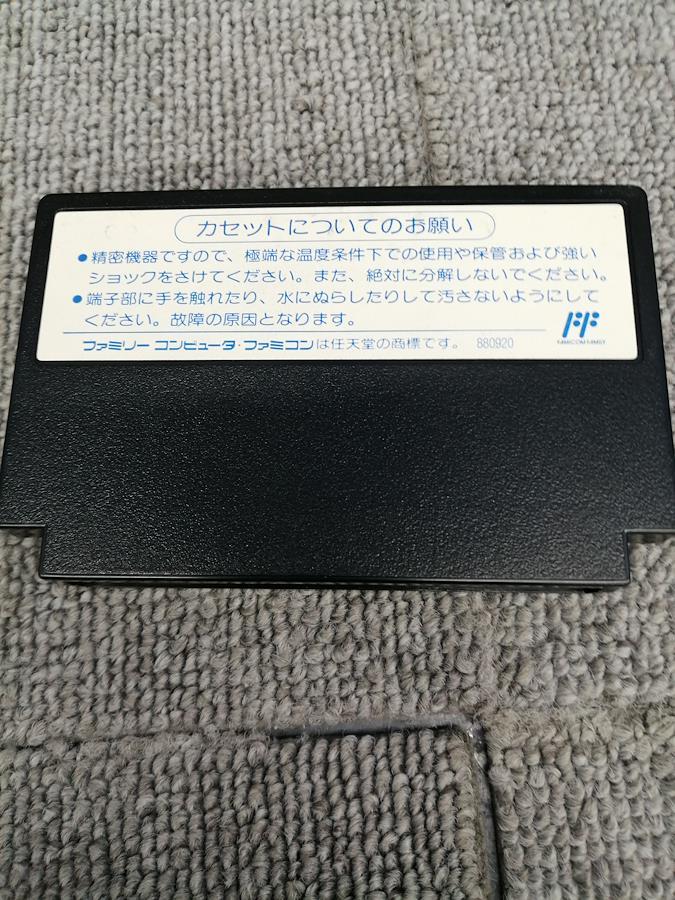 カセットについてのお願い
●精密機器ですので、極端な温度条件下での使用や保管および強い
ショックをさけてください。また、絶対に分解しないでください。
●端子部に手を触れたり、水にぬらしたりして汚さないようにして
ください。故障の原因となります。
ファミリーコンピュータ・ファミコンは任天堂の商標です。 880920
FAMICOM FAMILY